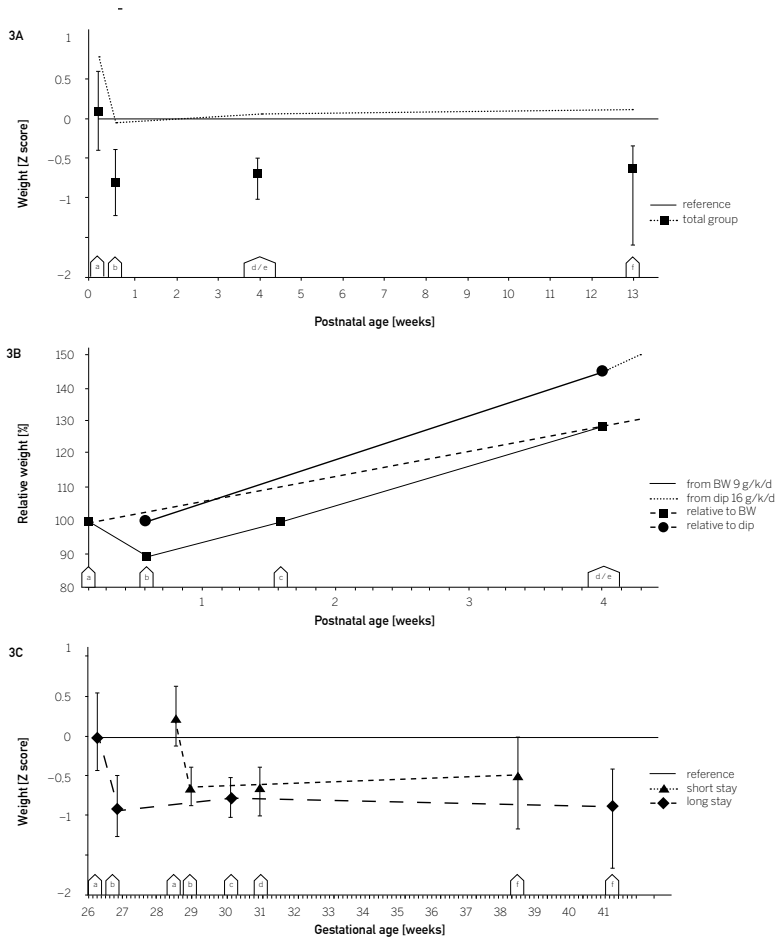 3A
1
0.5
0
−0.5
−1
−2
Weight [Z score]
a
b
d/e
f
0 1 2 3 4 5 6 7 8 9 10 11 12 13
Postnatal age [weeks]
reference
total group
3B
150
140
130
120
110
100
90
80
Relative weight [%]
a
b
c
d/e
1 2 3 4
Postnatal age [weeks]
from BW 9 g/k/d
from dip 16 g/k/d
relative to BW
relative to dip
3C
1
0.5
0
−0.5
−1
−2
Weight [Z score]
a
b
a
b
c
d
f
f
26 27 28 29 30 31 32 33 34 35 36 37 38 39 40 41
Gestational age [weeks]
reference
short stay
long stay